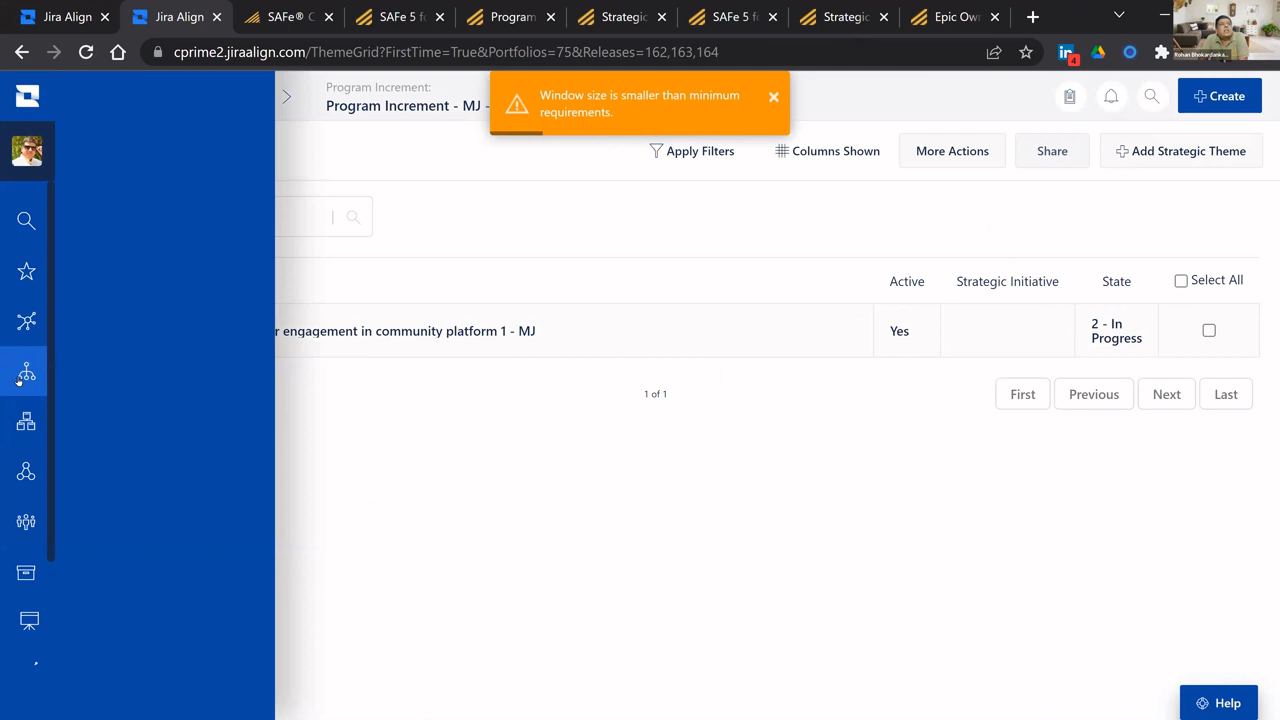 Jira Align
Jira Align
SAFe® C
SAFe 5 fo
Program
Strategic
SAFe 5 f
Strategic
Epic Own
cprime2.jiraalign.com/ThemeGrid?FirstTime=True&Portfolios=75&Releases=162,163,164
4
Program Increment:
Program Increment - MJ -
Window size is smaller than minimum
requirements.
Create
Apply Filters
Columns Shown
More Actions
Share
Add Strategic Theme
Active
Strategic Initiative
State
Select All
r engagement in community platform 1 - MJ
Yes
2 - In
Progress
1 of 1
First
Previous
Next
Last
Help